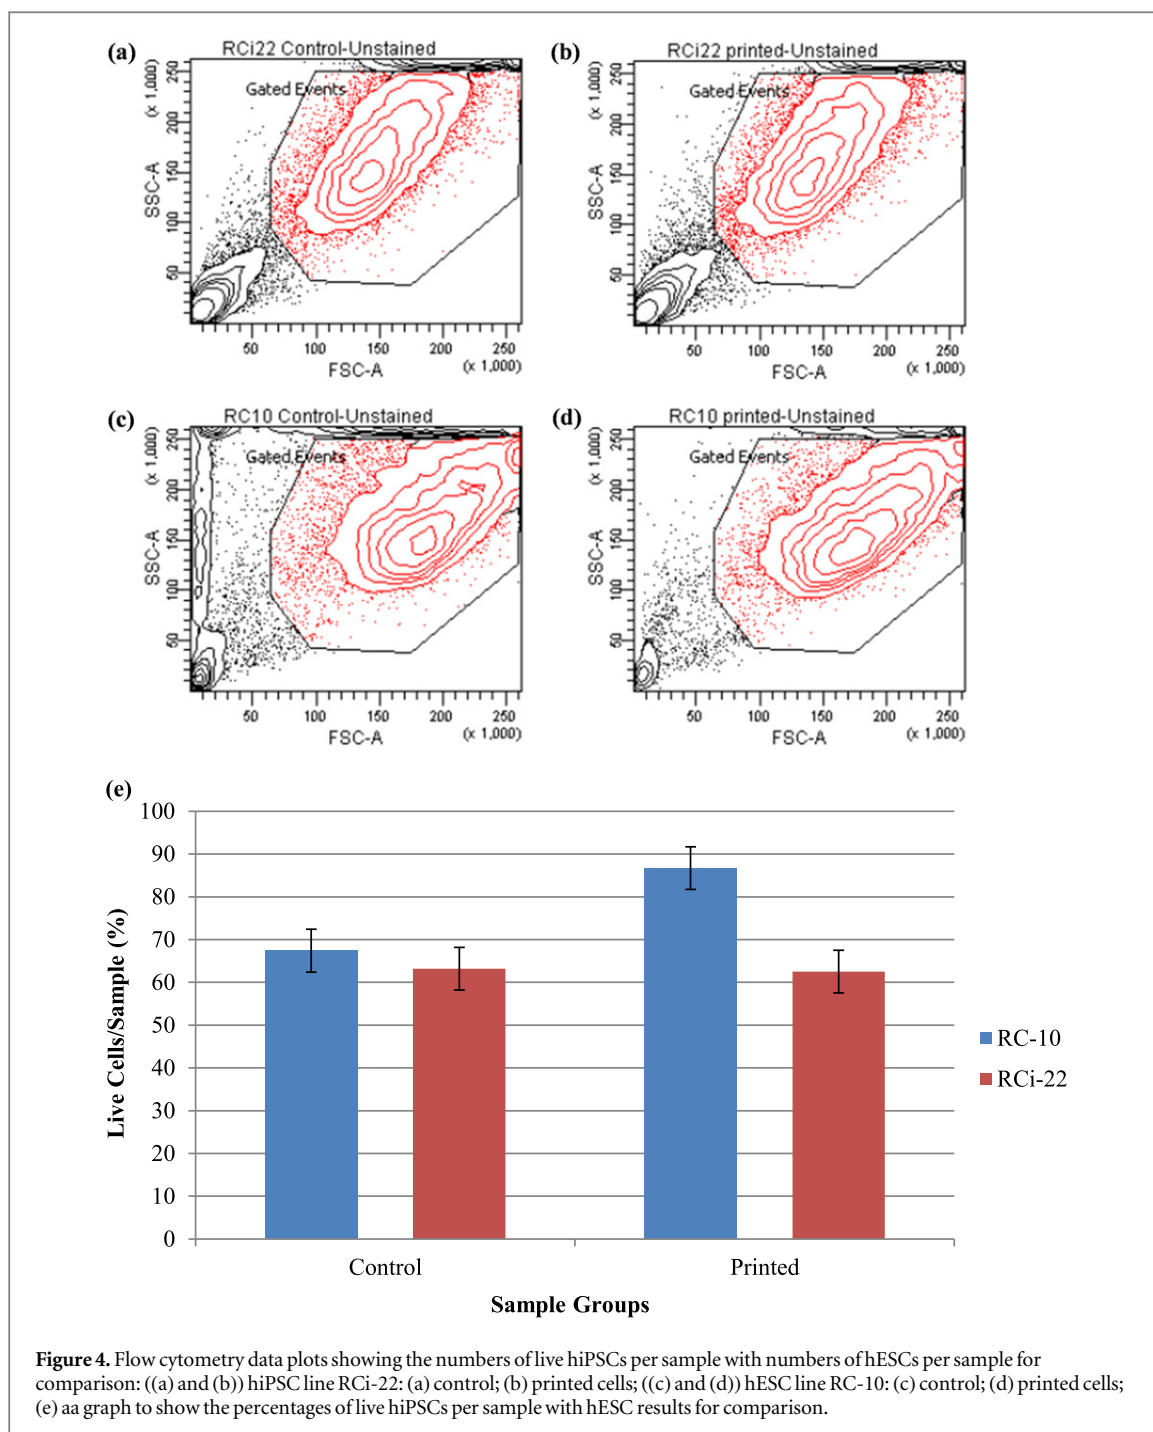 (a)
RCi22 Control-Unstained
Gated Events
(x 1,000)
250
200
150
100
50
SSC-A
50 100 150 200 250
FSC-A
(x 1,000)
(b)
RCi22 printed-Unstained
Gated Events
(x 1,000)
250
200
150
100
50
SSC-A
50 100 150 200 250
FSC-A
(x 1,000)
(c)
RC10 Control-Unstained
Gated Events
(x 1,000)
250
200
150
100
50
SSC-A
50 100 150 200 250
FSC-A
(x 1,000)
(d)
RC10 printed-Unstained
Gated Events
(x 1,000)
250
200
150
100
50
SSC-A
50 100 150 200 250
FSC-A
(x 1,000)
(e)
100
90
80
70
60
50
40
30
20
10
0
Live Cells/Sample (%)
Control Printed
Sample Groups
RC-10
RCi-22
Figure 4. Flow cytometry data plots showing the numbers of live hiPSCs per sample with numbers of hESCs per sample for
comparison: ((a) and (b)) hiPSC line RCi-22: (a) control; (b) printed cells; ((c) and (d)) hESC line RC-10: (c) control; (d) printed cells;
(e) aa graph to show the percentages of live hiPSCs per sample with hESC results for comparison.